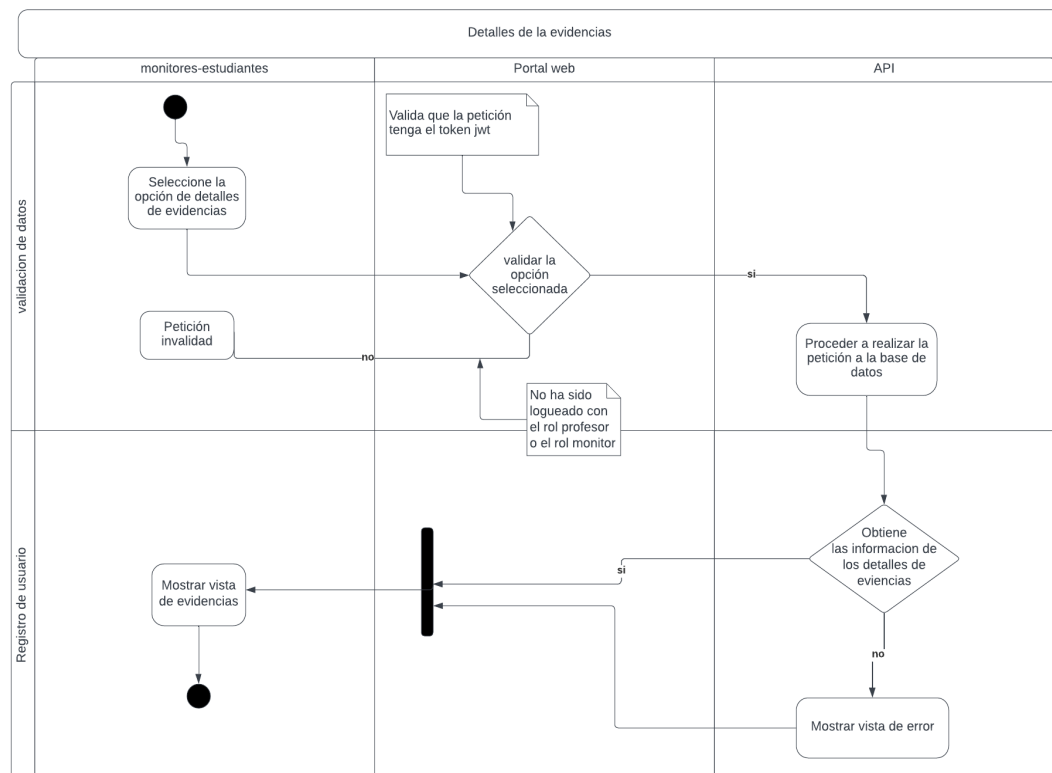 Detalles de la evidencias
monitores-estudiantes
Portal web
API
validacion de datos
Valida que la petición
tenga el token jwt
Seleccione la
opción de detalles
de evidencias
validar la
opción
seleccionada
si
Petición
invalidad
no
Proceder a realizar la
petición a la base de
datos
No ha sido
logueado con
el rol profesor
o el rol monitor
Registro de usuario
Obtiene
las informacion de
los detalles de
eviencias
si
Mostrar vista
de evidencias
no
Mostrar vista de error